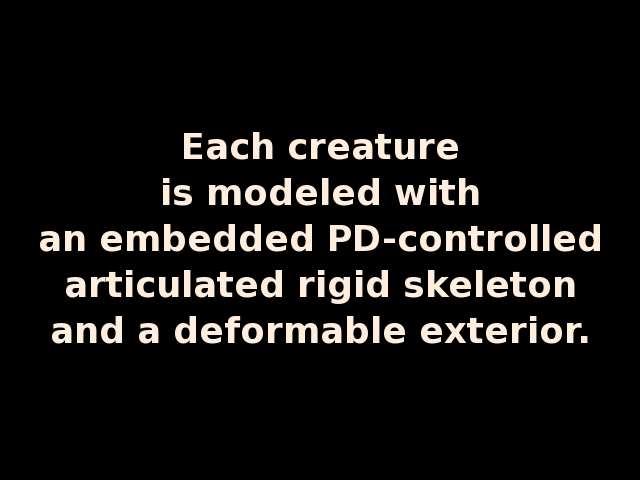 Each creature
is modeled with
an embedded PD-controlled
articulated rigid skeleton
and a deformable exterior.